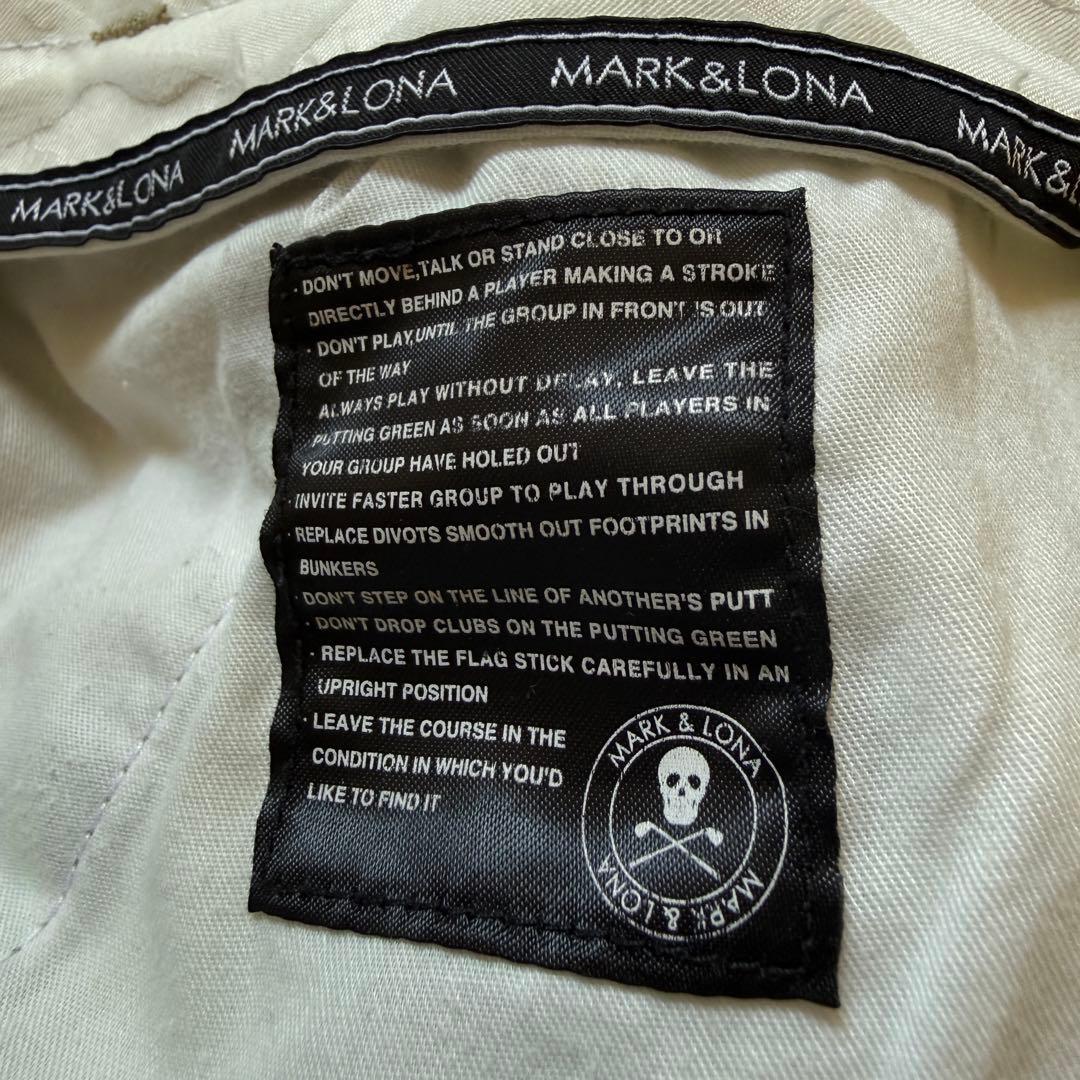 MARK&LONA MARK&LONA MARK&LONA MARK &
· DON'T MOVE,TALK OR STAND CLOSE TO OR
DIRECTLY BEHIND A PLAYER MAKING A STROKE
· DON'T PLAY,UNTIL THE GROUP IN FRONT IS OUT
OF THE WAY
ALWAYS PLAY WITHOUT DELAY, LEAVE THE
PUTTING GREEN AS SOON AS ALL PLAYERS IN
YOUR GROUP HAVE HOLED OUT
· INVITE FASTER GROUP TO PLAY THROUGH
· REPLACE DIVOTS SMOOTH OUT FOOTPRINTS IN
BUNKERS
· DON'T STEP ON THE LINE OF ANOTHER'S PUTT
· DON'T DROP CLUBS ON THE PUTTING GREEN
· REPLACE THE FLAG STICK CAREFULLY IN AN
UPRIGHT POSITION
· LEAVE THE COURSE IN THE
CONDITION IN WHICH YOU'D
LIKE TO FIND IT
MARK & LONA
MARK & LONA